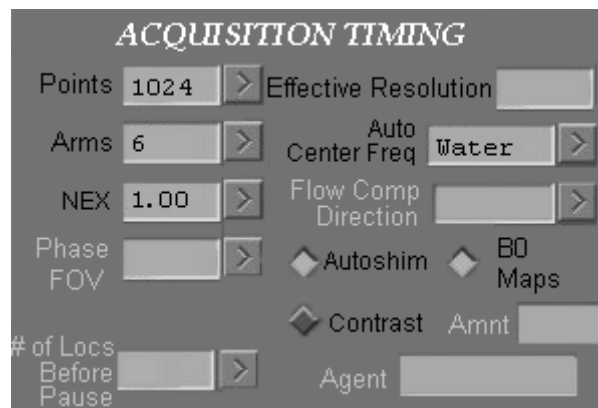 ACQUISITION TIMING
Points 1024 > Effective Resolution
Arms 6 > Auto
Center Freq Water >
NEX 1.00 > Flow Comp
Direction >
Phase
FOV > Autoshim B0
Maps
Contrast Amnt
# of Locs
Before
Pause > Agent